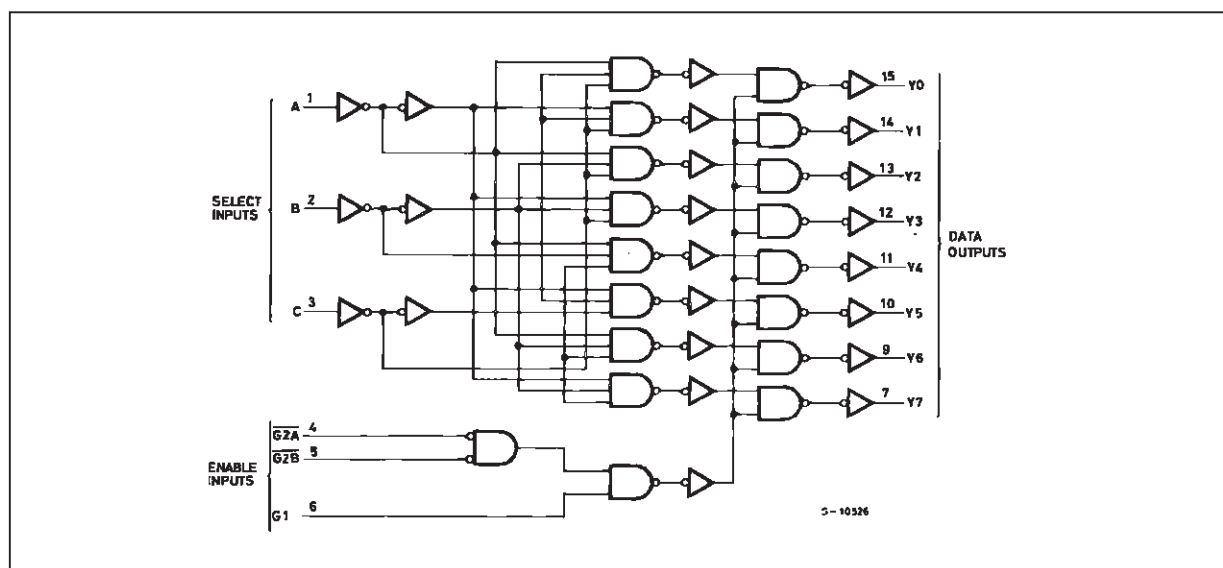 A 1
B 2
C 3
SELECT
INPUTS
G2A 4
G2B 5
G1 6
ENABLE
INPUTS
15 Y0
14 Y1
13 Y2
12 Y3
11 Y4
10 Y5
9 Y6
7 Y7
DATA
OUTPUTS
S-10526